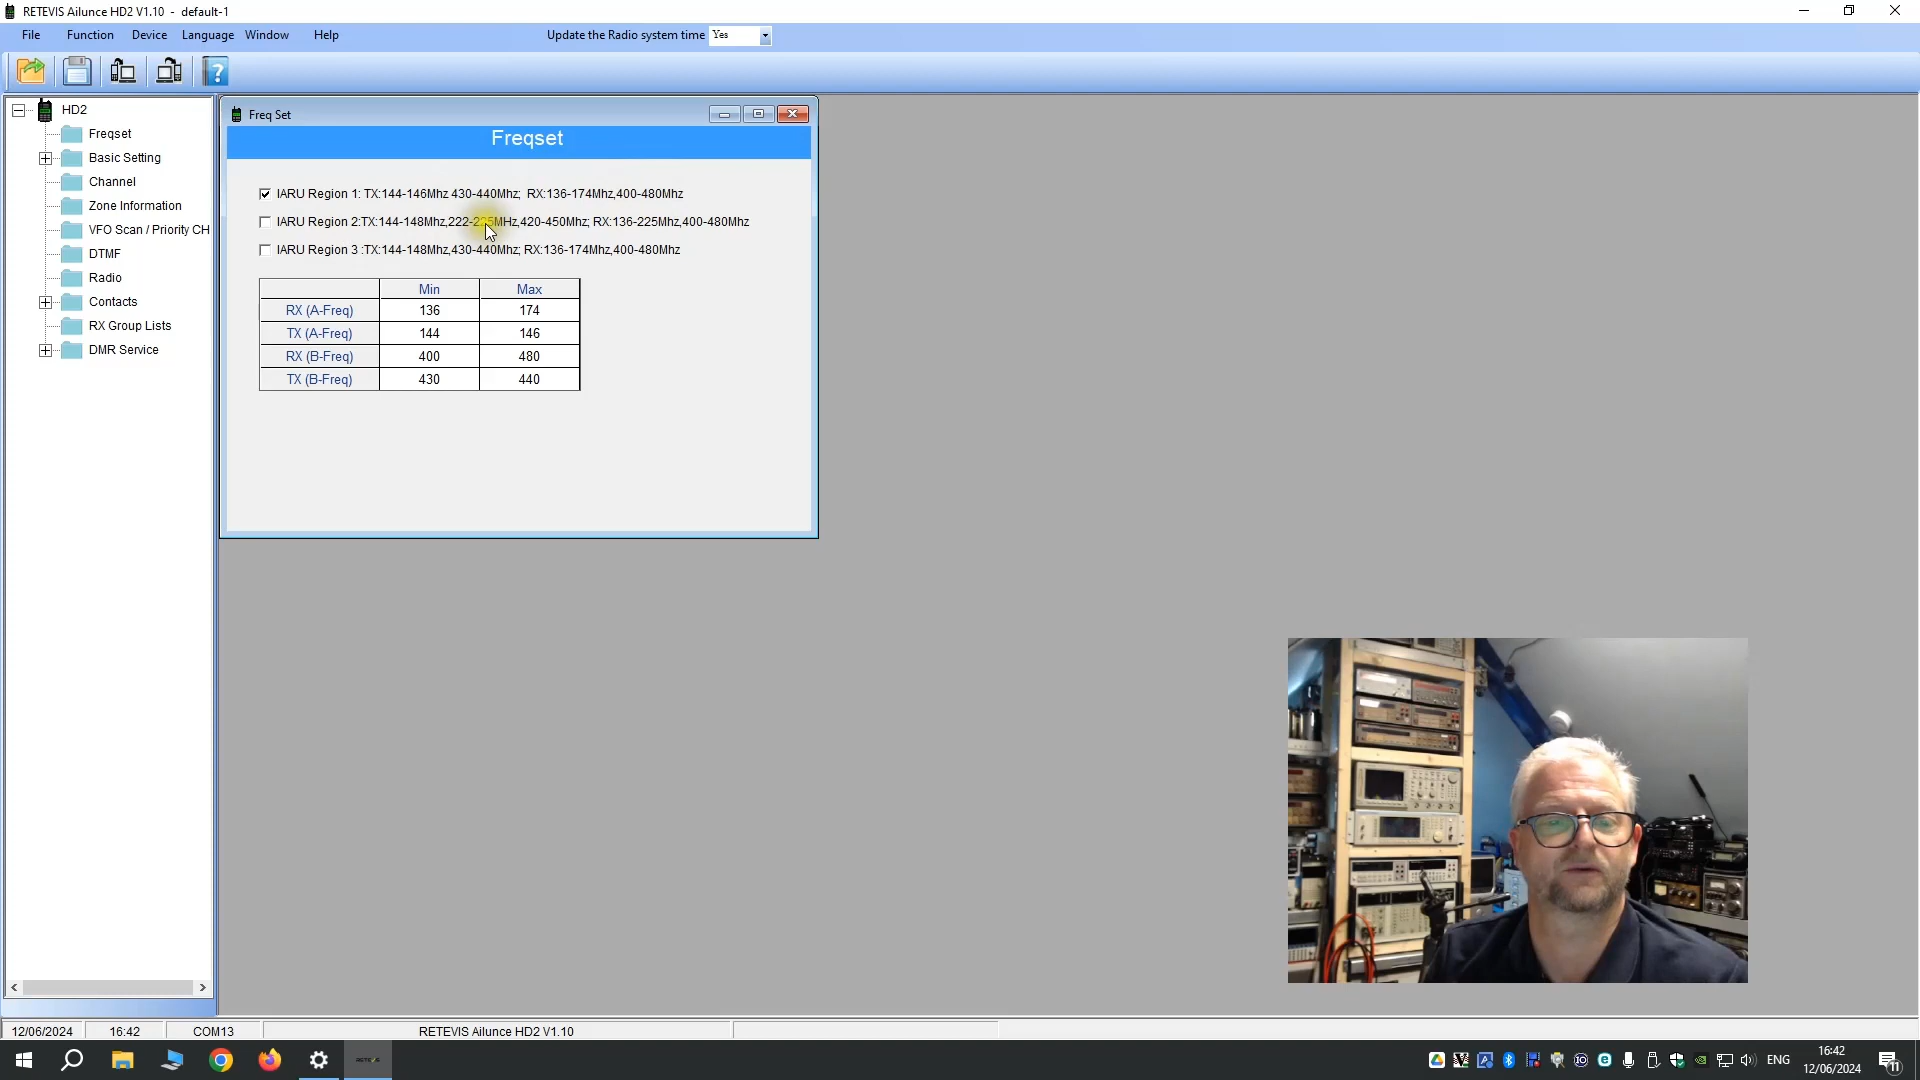 RETEVIS Ailunce HD2 V1.10 - default-1
File Function Device Language Window Help
Update the Radio system time Yes
HD2
Freqset
Basic Setting
Channel
Zone Information
VFO Scan / Priority CH
DTMF
Radio
Contacts
RX Group Lists
DMR Service
Freq Set
Freqset
IARU Region 1: TX:144-146Mhz 430-440Mhz; RX:136-174Mhz,400-480Mhz
IARU Region 2:TX:144-148Mhz,222-225MHz,420-450Mhz; RX:136-225Mhz,400-480Mhz
IARU Region 3 :TX:144-148Mhz,430-440Mhz; RX:136-174Mhz,400-480Mhz
Min Max
RX (A-Freq) 136 174
TX (A-Freq) 144 146
RX (B-Freq) 400 480
TX (B-Freq) 430 440
12/06/2024 16:42 COM13 RETEVIS Ailunce HD2 V1.10
ENG
16:42
12/06/2024
11